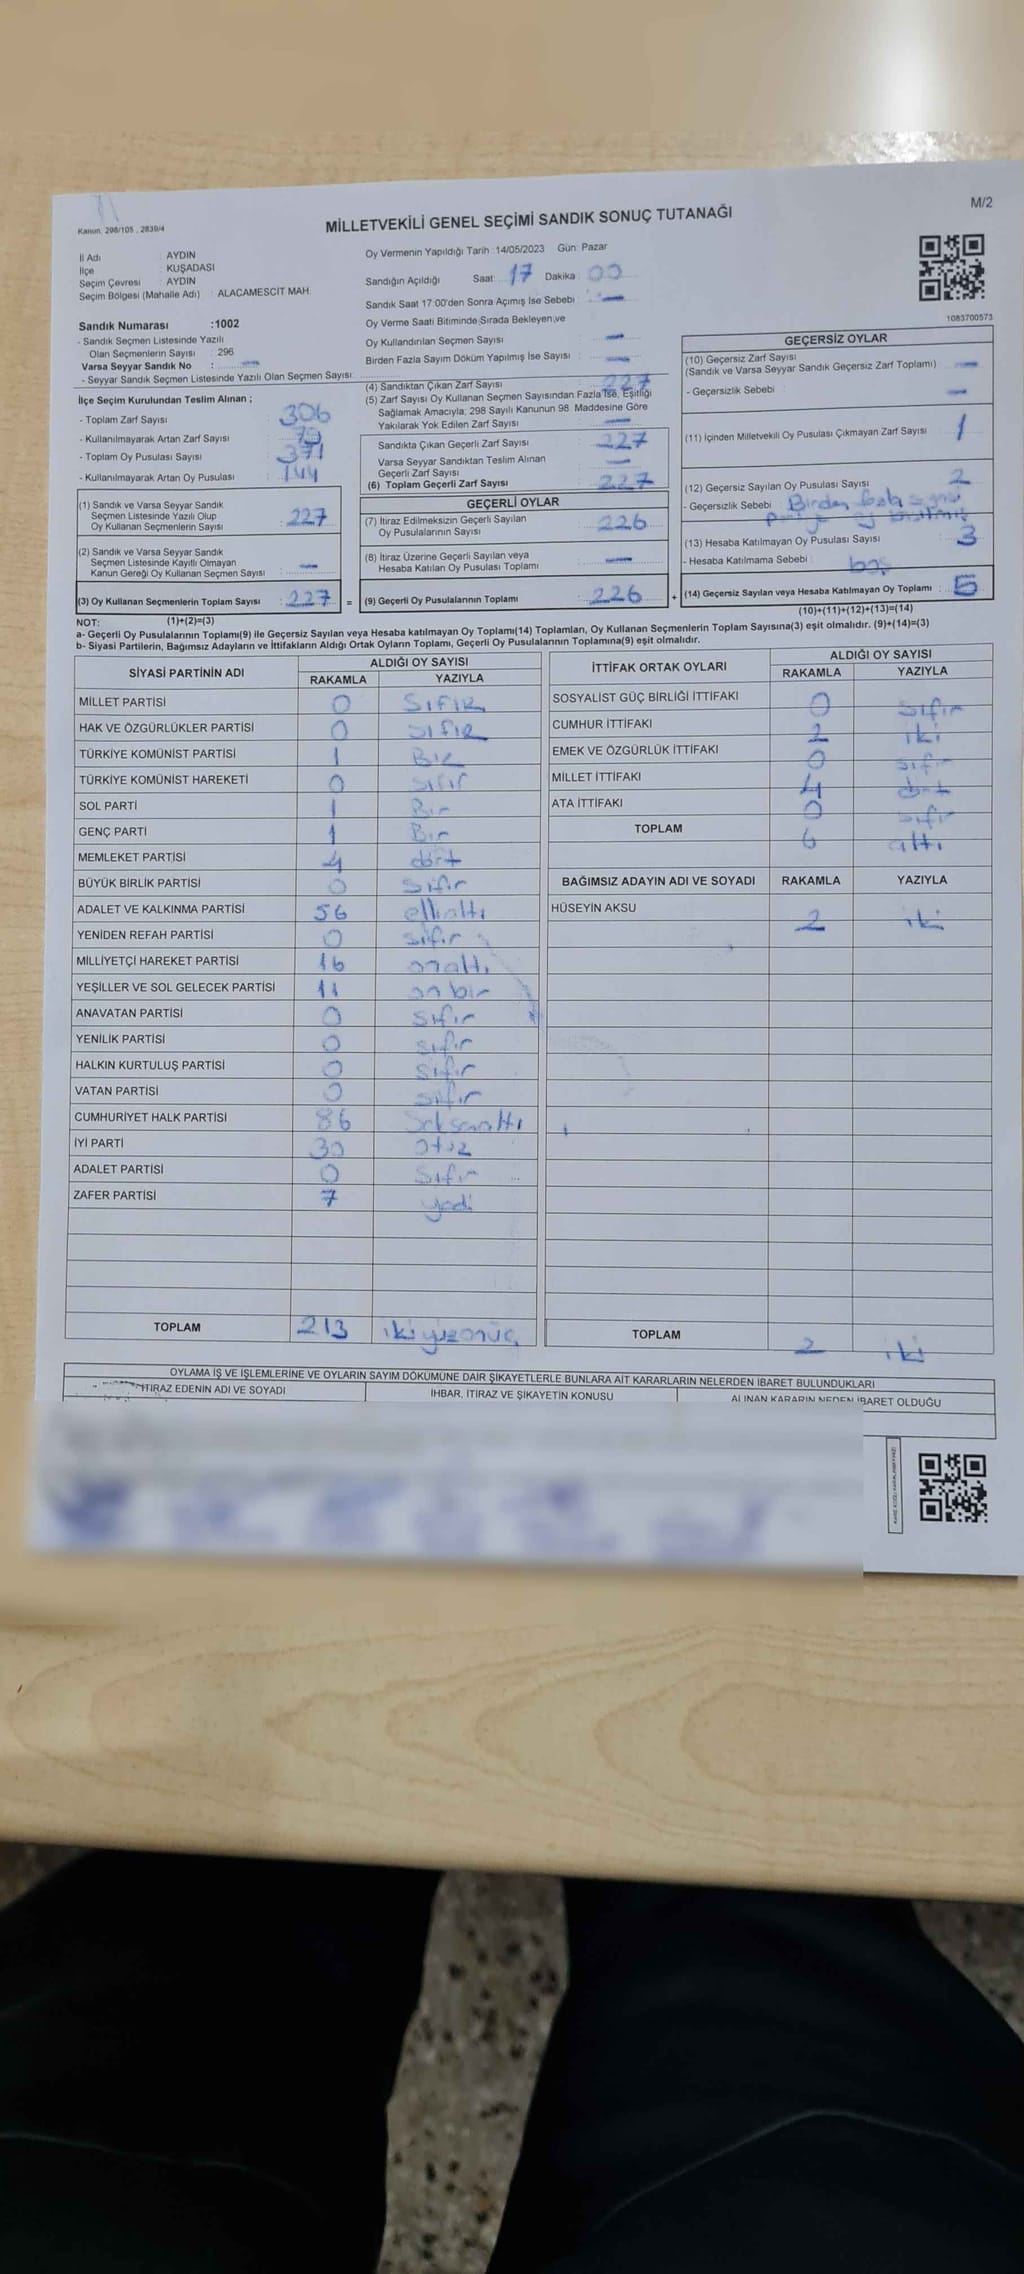 M/2
Kanun. 298/105 , 2839/4
MİLLETVEKİLİ GENEL SEÇİMİ SANDIK SONUÇ TUTANAĞI
İl Adı : AYDIN
İlçe : KUŞADASI
Seçim Çevresi : AYDIN
Seçim Bölgesi (Mahalle Adı) : ALACAMESCİT MAH.
Oy Vermenin Yapıldığı Tarih : 14/05/2023 Gün: Pazar
Sandığın Açıldığı Saat: 17 Dakika 00
Sandık Saat 17:00'den Sonra Açımış İse Sebebi : —
Oy Verme Saati Bitiminde Sırada Bekleyen ve
Oy Kullandırılan Seçmen Sayısı : —
Birden Fazla Sayım Döküm Yapılmış İse Sayısı : —
1083700573
Sandık Numarası :1002
- Sandık Seçmen Listesinde Yazılı
Olan Seçmenlerin Sayısı : 296
Varsa Seyyar Sandık No : —
- Seyyar Sandık Seçmen Listesinde Yazılı Olan Seçmen Sayısı:
İlçe Seçim Kurulundan Teslim Alınan ;
- Toplam Zarf Sayısı : 306
- Kullanılmayarak Artan Zarf Sayısı :
- Toplam Oy Pusulası Sayısı : 371
- Kullanılmayarak Artan Oy Pusulası : 144
(1) Sandık ve Varsa Seyyar Sandık
Seçmen Listesinde Yazılı Olup
Oy Kullanan Seçmenlerin Sayısı : 227
(2) Sandık ve Varsa Seyyar Sandık
Seçmen Listesinde Kayıtlı Olmayan
Kanun Gereği Oy Kullanan Seçmen Sayısı : —
(3) Oy Kullanan Seçmenlerin Toplam Sayısı : 227 =
(4) Sandıktan Çıkan Zarf Sayısı : 227
(5) Zarf Sayısı Oy Kullanan Seçmen Sayısından Fazla İse, Eşitliği
Sağlamak Amacıyla, 298 Sayılı Kanunun 98. Maddesine Göre
Yakılarak Yok Edilen Zarf Sayısı : —
Sandıkta Çıkan Geçerli Zarf Sayısı : 227
Varsa Seyyar Sandıktan Teslim Alınan
Geçerli Zarf Sayısı : —
(6) Toplam Geçerli Zarf Sayısı : 227
GEÇERLİ OYLAR
(7) İtiraz Edilmeksizin Geçerli Sayılan
Oy Pusulalarının Sayısı : 226
(8) İtiraz Üzerine Geçerli Sayılan veya
Hesaba Katılan Oy Pusulası Toplamı : —
(9) Geçerli Oy Pusulalarının Toplamı : 226 +
GEÇERSİZ OYLAR
(10) Geçersiz Zarf Sayısı
(Sandık ve Varsa Seyyar Sandık Geçersiz Zarf Toplamı) : —
- Geçersizlik Sebebi : —
(11) İçinden Milletvekili Oy Pusulası Çıkmayan Zarf Sayısı : 1
(12) Geçersiz Sayılan Oy Pusulası Sayısı : 2
- Geçersizlik Sebebi : Birden fazla
(13) Hesaba Katılmayan Oy Pusulası Sayısı : 3
- Hesaba Katılmama Sebebi : boş
(14) Geçersiz Sayılan veya Hesaba Katılmayan Oy Toplamı : 5
NOT: (1)+(2)=(3)
(10)+(11)+(12)+(13)=(14)
a- Geçerli Oy Pusulalarının Toplamı(9) ile Geçersiz Sayılan veya Hesaba katılmayan Oy Toplamı(14) Toplamları, Oy Kullanan Seçmenlerin Toplam Sayısına(3) eşit olmalıdır. (9)+(14)=(3)
b- Siyasi Partilerin, Bağımsız Adayların ve İttifakların Aldığı Ortak Oyların Toplamı, Geçerli Oy Pusulalarının Toplamına(9) eşit olmalıdır.
SİYASİ PARTİNİN ADI ALDIĞI OY SAYISI
RAKAMLA YAZIYLA
MİLLET PARTİSİ 0 SIFIR
HAK VE ÖZGÜRLÜKLER PARTİSİ 0 SIFIR
TÜRKİYE KOMÜNİST PARTİSİ 1 BİR
TÜRKİYE KOMÜNİST HAREKETİ 0 sıfır
SOL PARTİ 1 Bir
GENÇ PARTİ 1 Bir
MEMLEKET PARTİSİ 4 dört
BÜYÜK BİRLİK PARTİSİ 0 sıfır
ADALET VE KALKINMA PARTİSİ 56 ellialtı
YENİDEN REFAH PARTİSİ 0 sıfır
MİLLİYETÇİ HAREKET PARTİSİ 16 onaltı
YEŞİLLER VE SOL GELECEK PARTİSİ 11 on bir
ANAVATAN PARTİSİ 0 sıfır
YENİLİK PARTİSİ 0 sıfır
HALKIN KURTULUŞ PARTİSİ 0 sıfır
VATAN PARTİSİ 0 sıfır
CUMHURİYET HALK PARTİSİ 86 Seksenaltı
İYİ PARTİ 30 otuz
ADALET PARTİSİ 0 Sıfır
ZAFER PARTİSİ 7 yedi
TOPLAM 213 ikiyüzonüç
İTTİFAK ORTAK OYLARI ALDIĞI OY SAYISI
RAKAMLA YAZIYLA
SOSYALİST GÜÇ BİRLİĞİ İTTİFAKI 0 sıfır
CUMHUR İTTİFAKI 2 iki
EMEK VE ÖZGÜRLÜK İTTİFAKI 0 sıfır
MİLLET İTTİFAKI 4 dört
ATA İTTİFAKI 0 sıfır
TOPLAM 6 altı
BAĞIMSIZ ADAYIN ADI VE SOYADI RAKAMLA YAZIYLA
HÜSEYİN AKSU 2 iki
TOPLAM 2 iki
OYLAMA İŞ VE İŞLEMLERİNE VE OYLARIN SAYIM DÖKÜMÜNE DAİR ŞİKAYETLERLE BUNLARA AİT KARARLARIN NELERDEN İBARET BULUNDUKLARI
İTİRAZ EDENİN ADI VE SOYADI İHBAR, İTİRAZ VE ŞİKAYETİN KONUSU ALINAN KARARIN NEDEN İBARET OLDUĞU